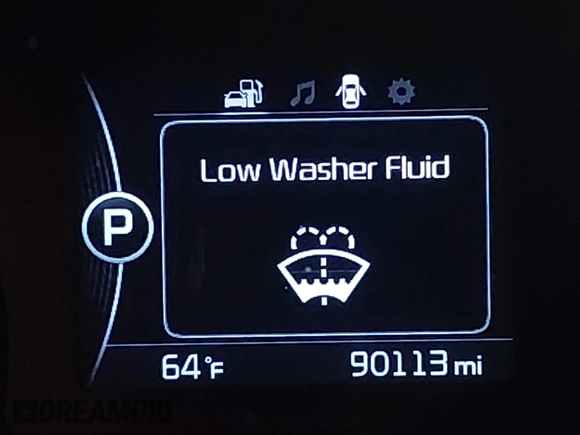 Low Washer Fluid
P
64°F 90113 mi
DREAMBID